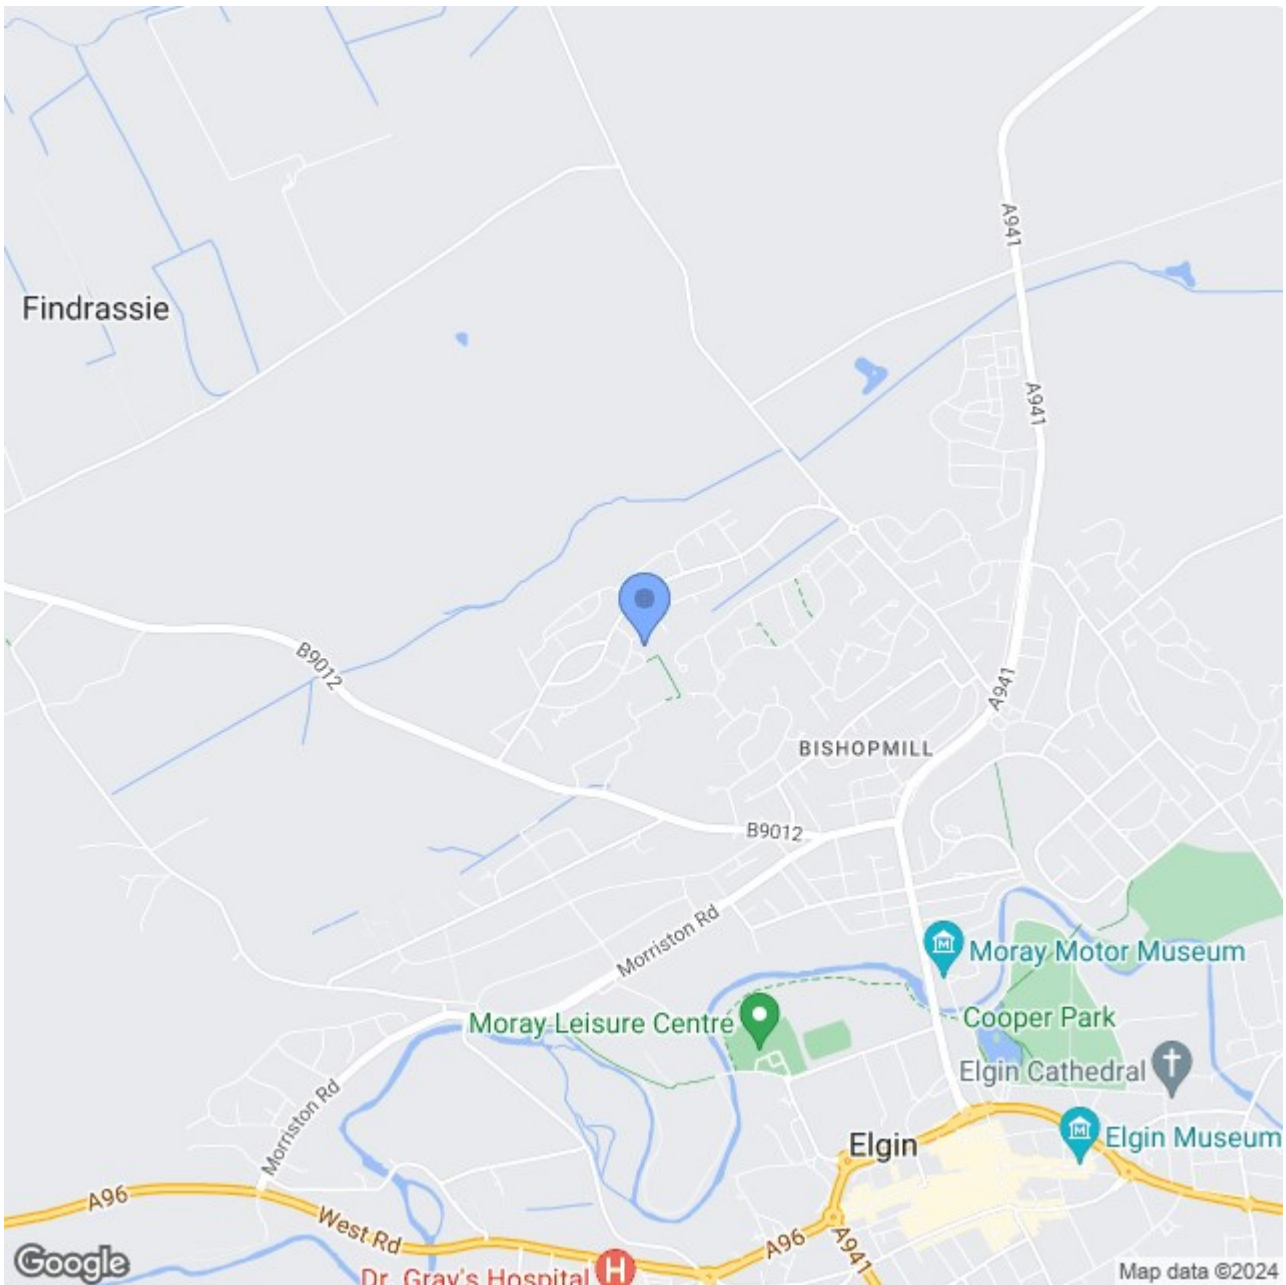 A941
Findrassie
A941
B9012
A941
BISHOPMILL
B9012
Morriston Rd
Moray Motor Museum
Moray Leisure Centre
Cooper Park
Elgin Cathedral
Morriston Rd
Elgin
Elgin Museum
A96
West Rd
A96
A941
Google
Dr. Gray's Hospital
H
Map data ©2024